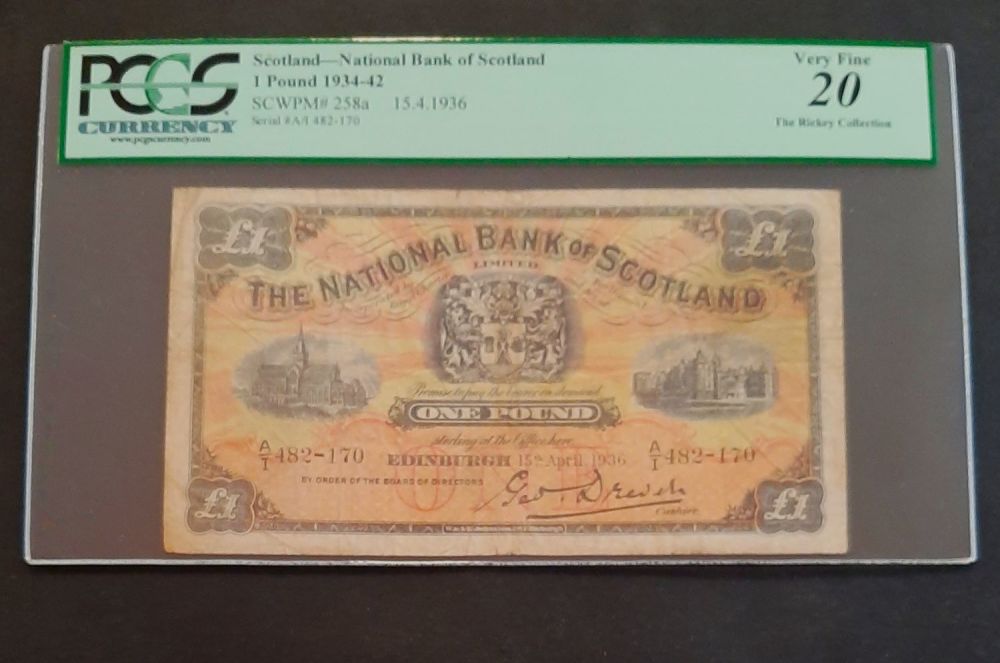 PCGS
CURRENCY
www.pcgscurrency.com
Scotland—National Bank of Scotland
1 Pound 1934-42
SCWPM# 258a 15.4.1936
Serial #A/I 482-170
Very Fine
20
The Rickey Collection
£1 £1
THE NATIONAL BANK OF SCOTLAND
LIMITED
Promise to pay the bearer on demand
ONE POUND
sterling at the Office here
A/I 482-170 EDINBURGH 15th April, 1936 A/I 482-170
BY ORDER OF THE BOARD OF DIRECTORS
Cashier
£1 £1